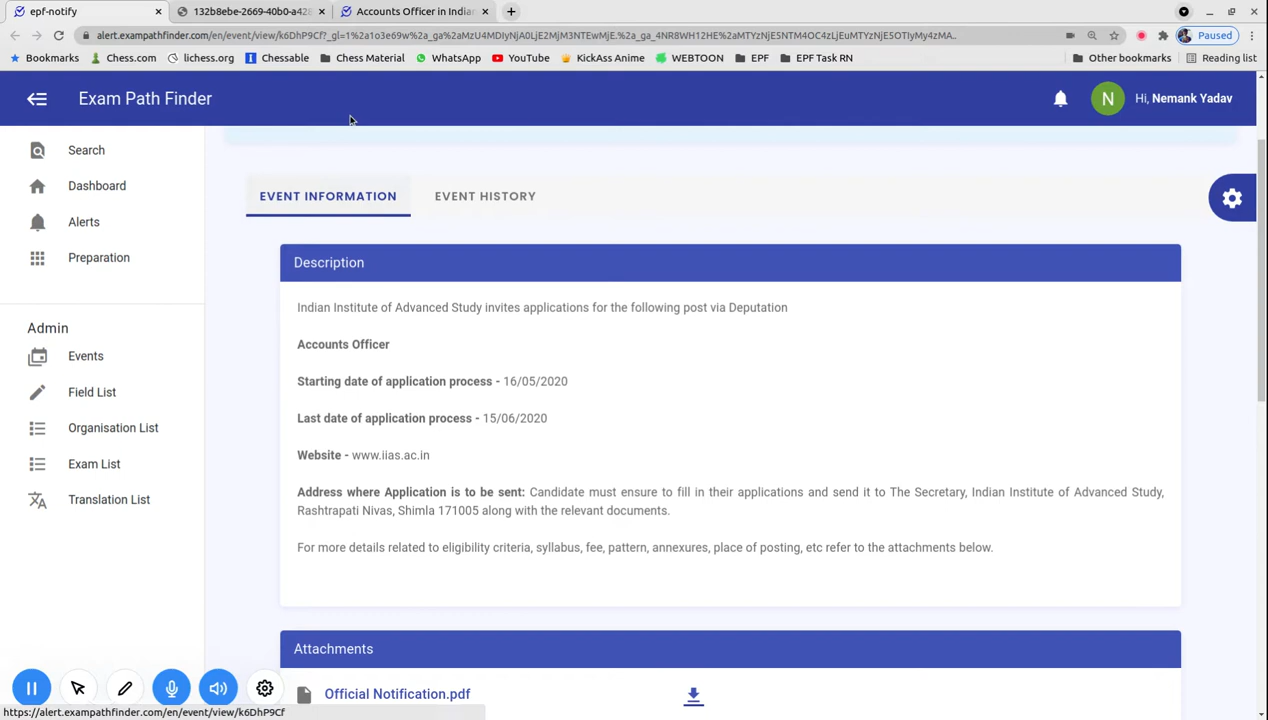 epf-notify
132b8ebe-2669-40b0-a428
Accounts Officer in India
alert.exampathfinder.com/en/event/view/k6DhP9Cf?_gl=1%2a1o3e69w%2a_ga%2aMzU4MDIyNjA0LjE2MjM3NTEwMjE._ga_4NR8WH12HE%2aMTYzNjE5NTM4OC4zLjEuMTYzNjE5OTIyMy4zMA..
Paused
Bookmarks
Chess.com
lichess.org
Chessable
Chess Material
WhatsApp
YouTube
KickAss Anime
WEBTOON
EPF
EPF Task RN
Other bookmarks
Reading list
Exam Path Finder
N
Hi, Nemank Yadav
Search
Dashboard
Alerts
Preparation
Admin
Events
Field List
Organisation List
Exam List
Translation List
EVENT INFORMATION
EVENT HISTORY
Description
Indian Institute of Advanced Study invites applications for the following post via Deputation
Accounts Officer
Starting date of application process - 16/05/2020
Last date of application process - 15/06/2020
Website - www.iias.ac.in
Address where Application is to be sent: Candidate must ensure to fill in their applications and send it to The Secretary, Indian Institute of Advanced Study,
Rashtrapati Nivas, Shimla 171005 along with the relevant documents.
For more details related to eligibility criteria, syllabus, fee, pattern, annexures, place of posting, etc refer to the attachments below.
Attachments
Official Notification.pdf
https://alert.exampathfinder.com/en/event/view/k6DhP9Cf